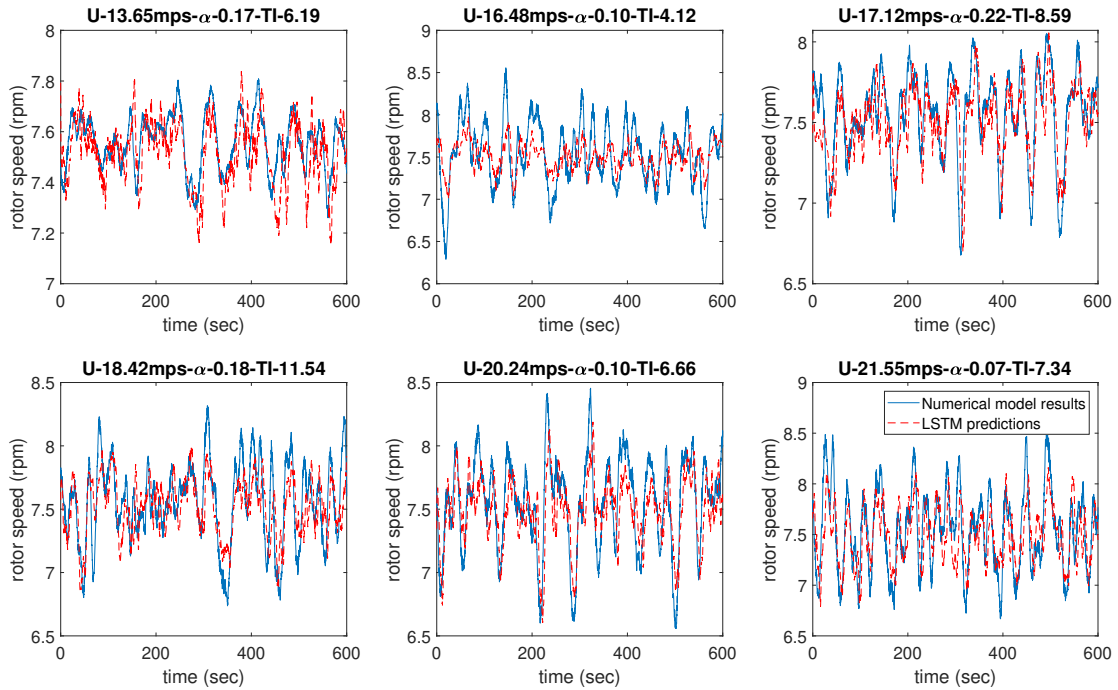 U-13.65mps-α-0.17-TI-6.19
8
7.8
7.6
7.4
7.2
7
rotor speed (rpm)
0 200 400 600
time (sec)
U-16.48mps-α-0.10-TI-4.12
9
8.5
8
7.5
7
6.5
6
rotor speed (rpm)
0 200 400 600
time (sec)
U-17.12mps-α-0.22-TI-8.59
8
7.5
7
6.5
rotor speed (rpm)
0 200 400 600
time (sec)
U-18.42mps-α-0.18-TI-11.54
8.5
8
7.5
7
6.5
rotor speed (rpm)
0 200 400 600
time (sec)
U-20.24mps-α-0.10-TI-6.66
8.5
8
7.5
7
6.5
rotor speed (rpm)
0 200 400 600
time (sec)
U-21.55mps-α-0.07-TI-7.34
Numerical model results
LSTM predictions
9
8.5
8
7.5
7
6.5
rotor speed (rpm)
0 200 400 600
time (sec)